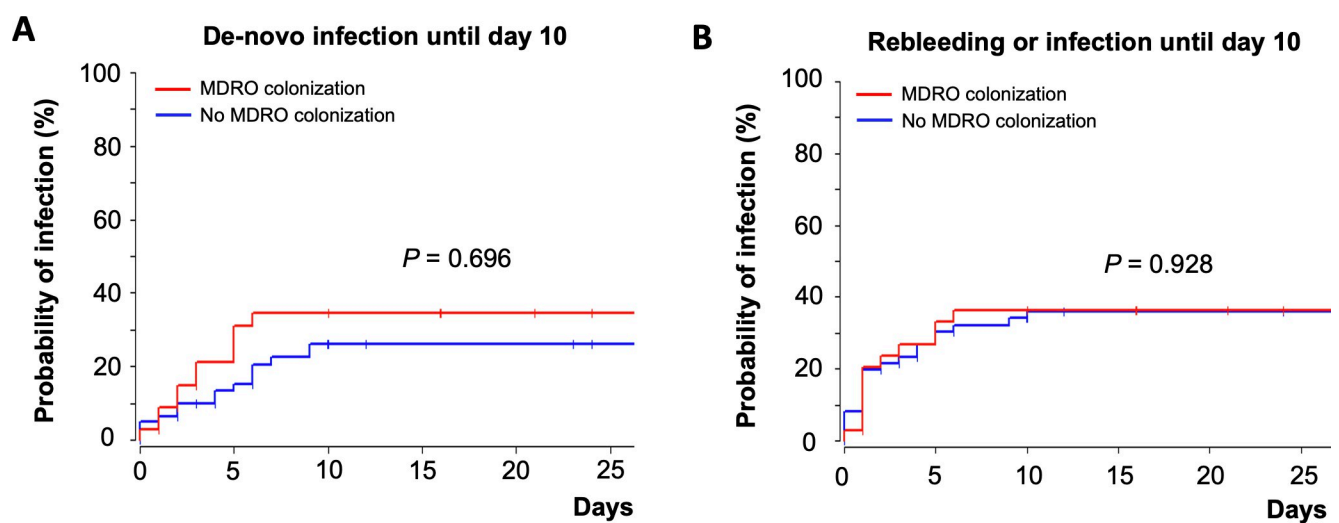 A
De-novo infection until day 10
Probability of infection (%)
100
80
60
40
20
0
MDRO colonization
No MDRO colonization
P = 0.696
0 5 10 15 20 25
Days
B
Rebleeding or infection until day 10
Probability of infection (%)
100
80
60
40
20
0
MDRO colonization
No MDRO colonization
P = 0.928
0 5 10 15 20 25
Days